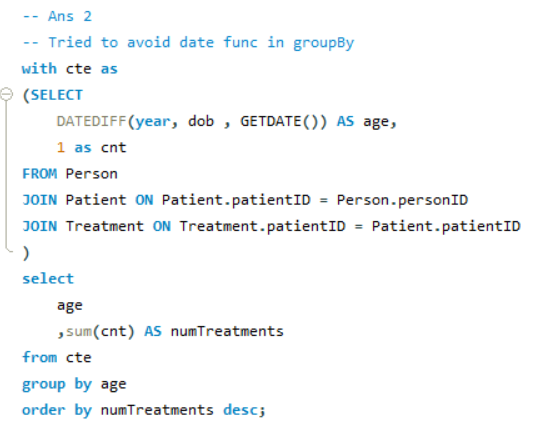 -- Ans 2
-- Tried to avoid date func in groupBy
with cte as
(SELECT
DATEDIFF(year, dob , GETDATE()) AS age,
1 as cnt
FROM Person
JOIN Patient ON Patient.patientID = Person.personID
JOIN Treatment ON Treatment.patientID = Patient.patientID
)
select
age
,sum(cnt) AS numTreatments
from cte
group by age
order by numTreatments desc;